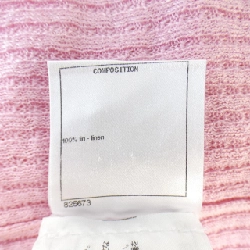 COMPOSITION
100% lin - linen
829673